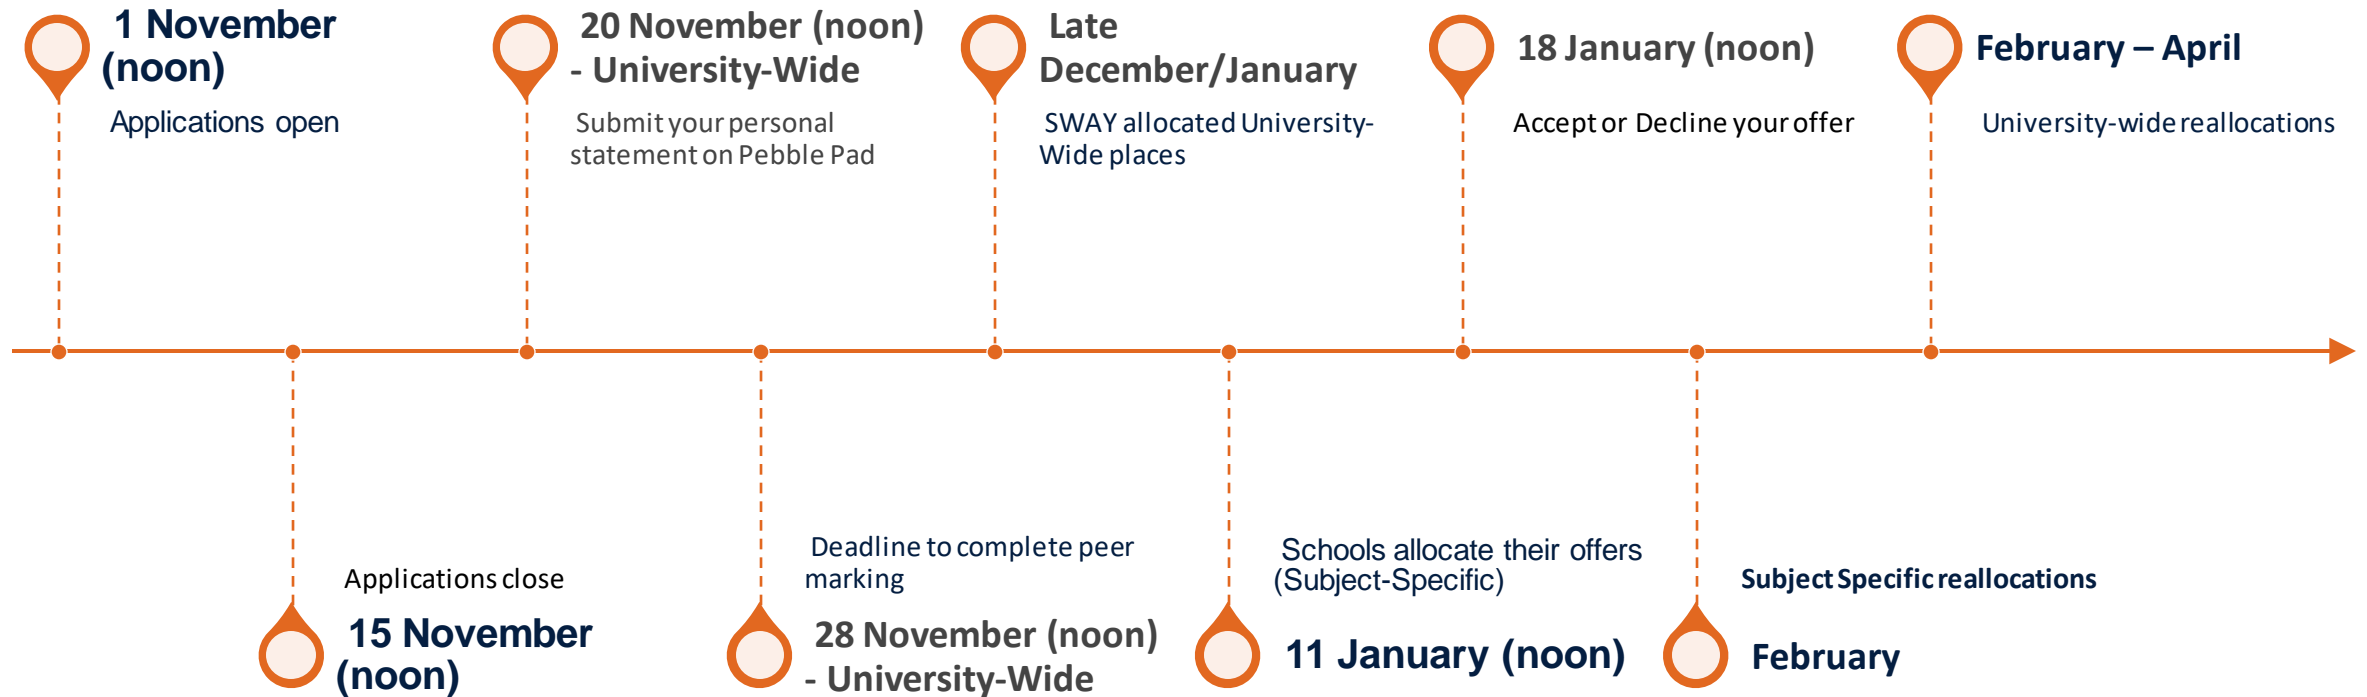 1 November
(noon)
Applications open
20 November (noon)
- University-Wide
Submit your personal
statement on Pebble Pad
Late
December/January
SWAY allocated University-
Wide places
18 January (noon)
Accept or Decline your offer
February – April
University-wide reallocations
Applications close
15 November
(noon)
Deadline to complete peer
marking
28 November (noon)
- University-Wide
Schools allocate their offers
(Subject-Specific)
11 January (noon)
Subject Specific reallocations
February